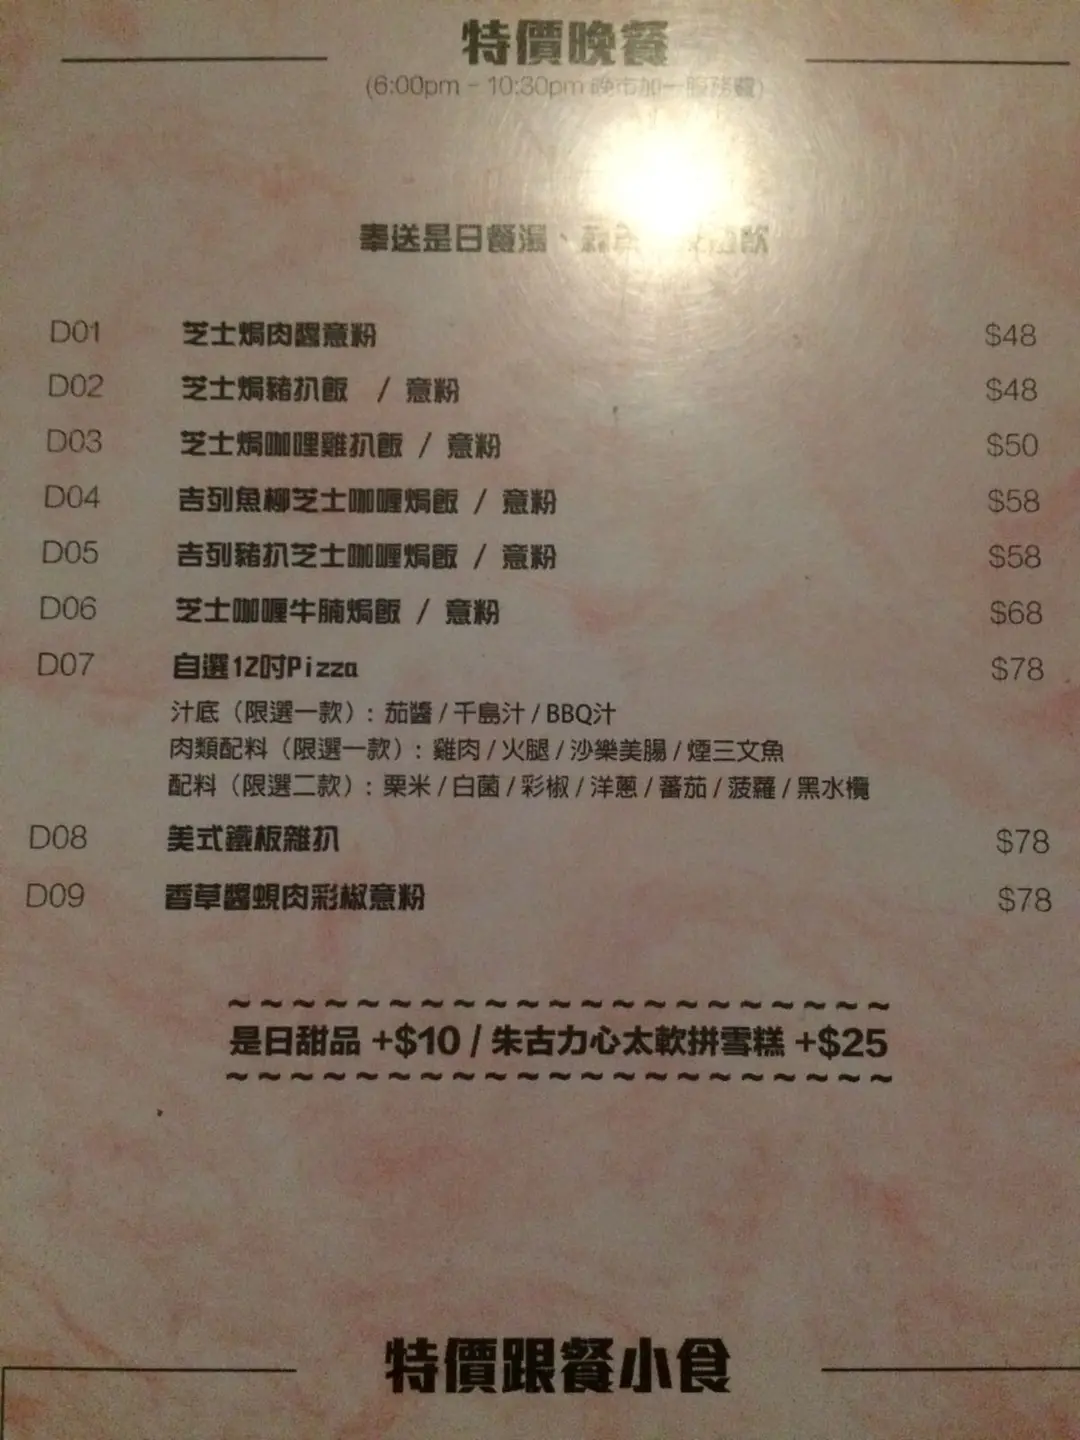 特價晚餐
(6:00pm - 10:30pm 晚市加一服務費)
奉送是日餐湯、
D01 芝士焗肉醬意粉 $48
D02 芝士焗豬扒飯 / 意粉 $48
D03 芝士焗咖哩雞扒飯 / 意粉 $50
D04 吉列魚柳芝士咖喱焗飯 / 意粉 $58
D05 吉列豬扒芝士咖喱焗飯 / 意粉 $58
D06 芝士咖喱牛腩焗飯 / 意粉 $68
D07 自選12吋Pizza $78
汁底（限選一款）: 茄醬 / 千島汁 / BBQ汁
肉類配料（限選一款）: 雞肉 / 火腿 / 沙樂美腸 / 煙三文魚
配料（限選二款）: 粟米 / 白菌 / 彩椒 / 洋蔥 / 蕃茄 / 菠蘿 / 黑水欖
D08 美式鐵板雜扒 $78
D09 香草醬蜆肉彩椒意粉 $78
~~~~~~~~~~~~~~~~~~~~~
是日甜品 +$10 / 朱古力心太軟拼雪糕 +$25
~~~~~~~~~~~~~~~~~~~~~
特價跟餐小食